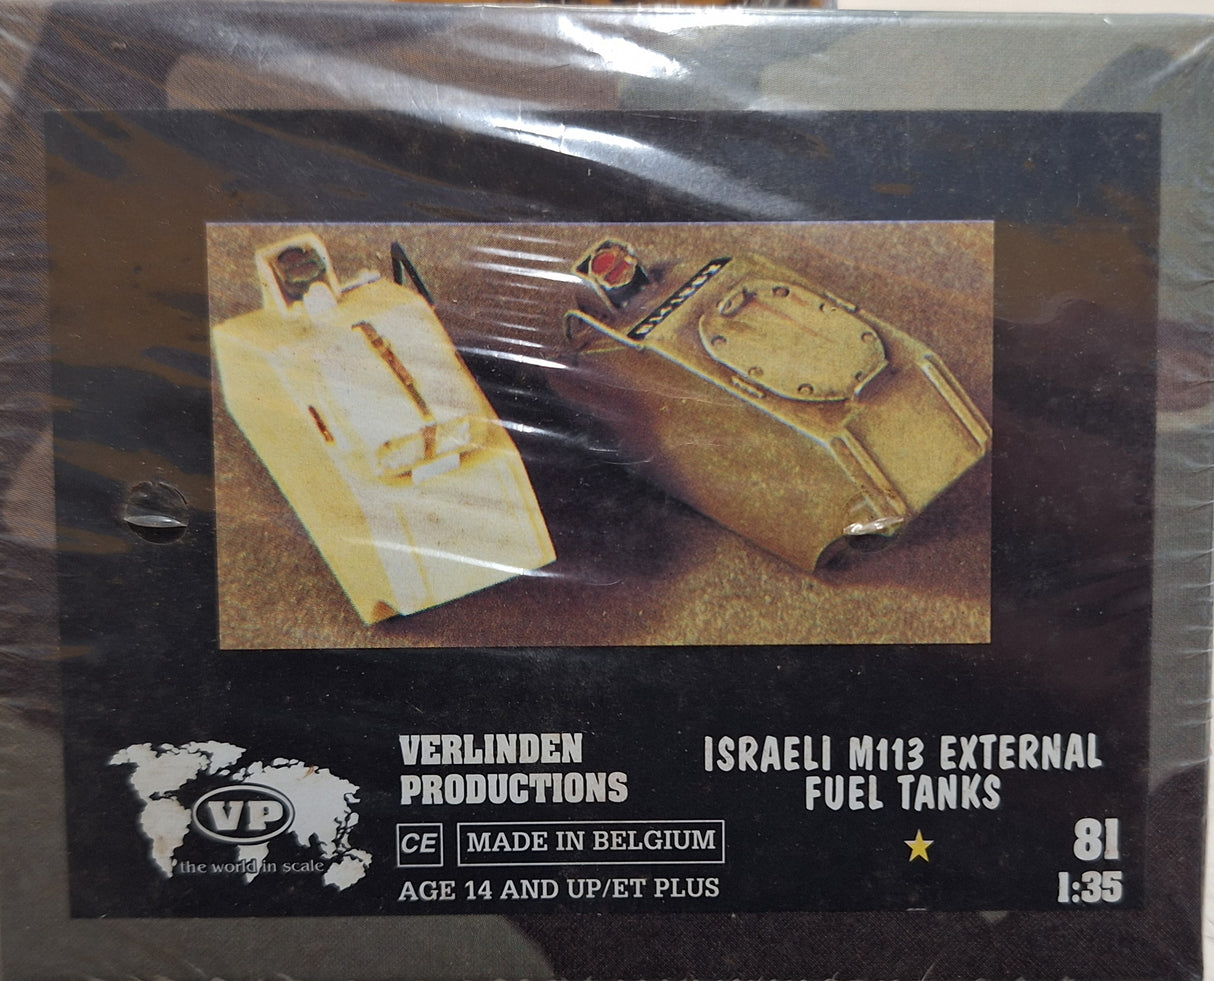 VERLINDEN
PRODUCTIONS
CE
MADE IN BELGIUM
AGE 14 AND UP/ET PLUS
VP
the world in scale
ISRAELI M113 EXTERNAL
FUEL TANKS
81
1:35